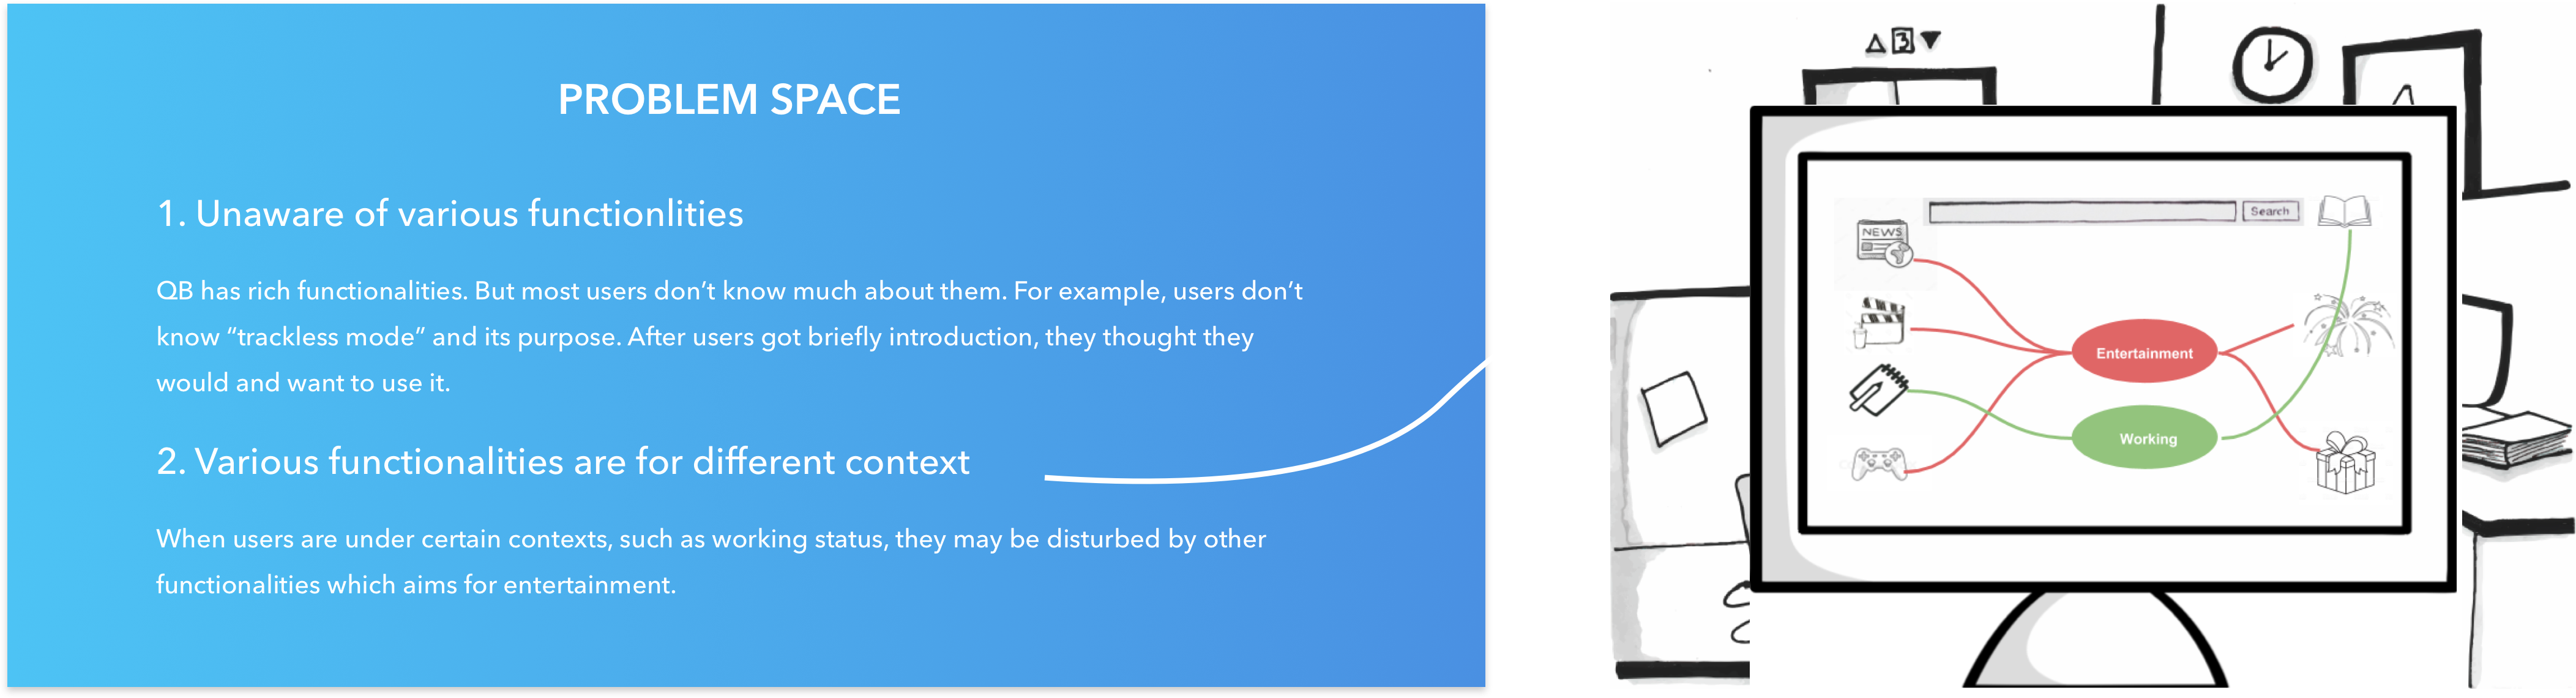 PROBLEM SPACE
1. Unaware of various functionlities
QB has rich functionalities. But most users don’t know much about them. For example, users don’t
know “trackless mode” and its purpose. After users got briefly introduction, they thought they
would and want to use it.
2. Various functionalities are for different context
When users are under certain contexts, such as working status, they may be disturbed by other
functionalities which aims for entertainment.
3
Search
NEWS
Entertainment
Working